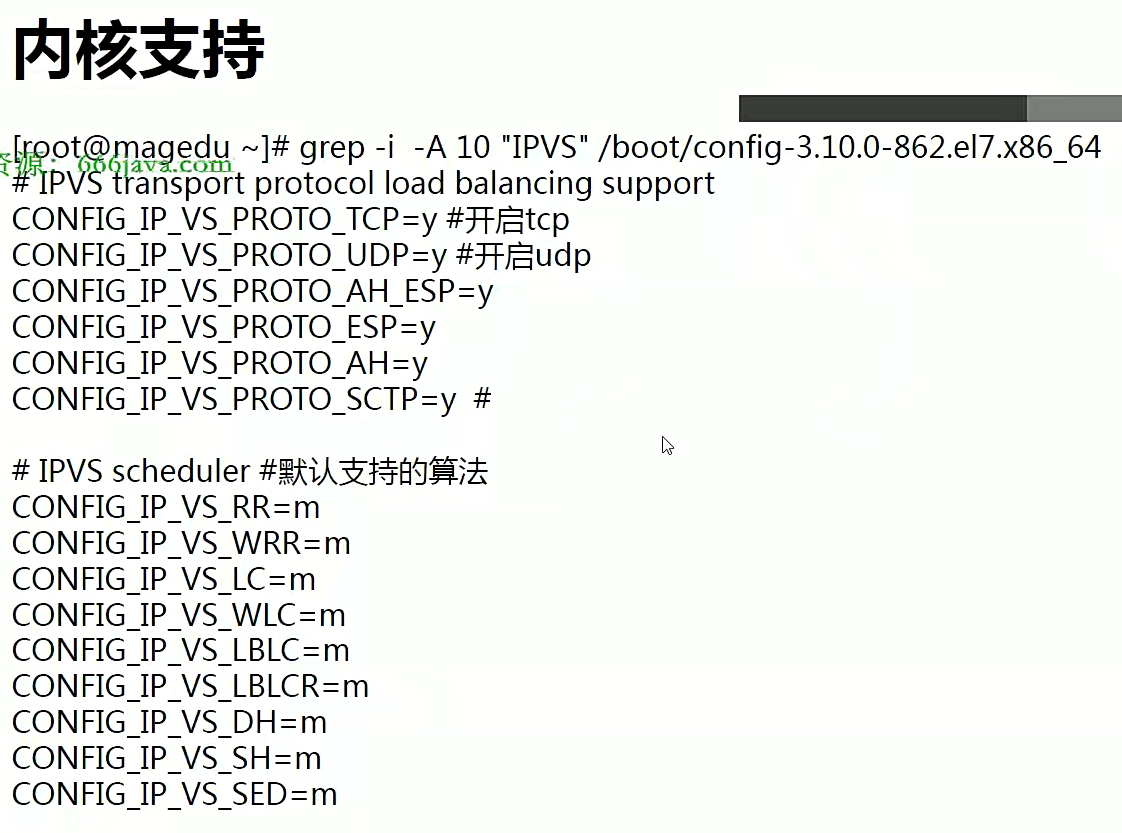 内核支持
[root@magedu ~]# grep -i  -A 10 "IPVS" /boot/config-3.10.0-862.el7.x86_64
资源：666java.com
# IPVS transport protocol load balancing support
CONFIG_IP_VS_PROTO_TCP=y #开启tcp
CONFIG_IP_VS_PROTO_UDP=y #开启udp
CONFIG_IP_VS_PROTO_AH_ESP=y
CONFIG_IP_VS_PROTO_ESP=y
CONFIG_IP_VS_PROTO_AH=y
CONFIG_IP_VS_PROTO_SCTP=y  #
# IPVS scheduler #默认支持的算法
CONFIG_IP_VS_RR=m
CONFIG_IP_VS_WRR=m
CONFIG_IP_VS_LC=m
CONFIG_IP_VS_WLC=m
CONFIG_IP_VS_LBLC=m
CONFIG_IP_VS_LBLCR=m
CONFIG_IP_VS_DH=m
CONFIG_IP_VS_SH=m
CONFIG_IP_VS_SED=m